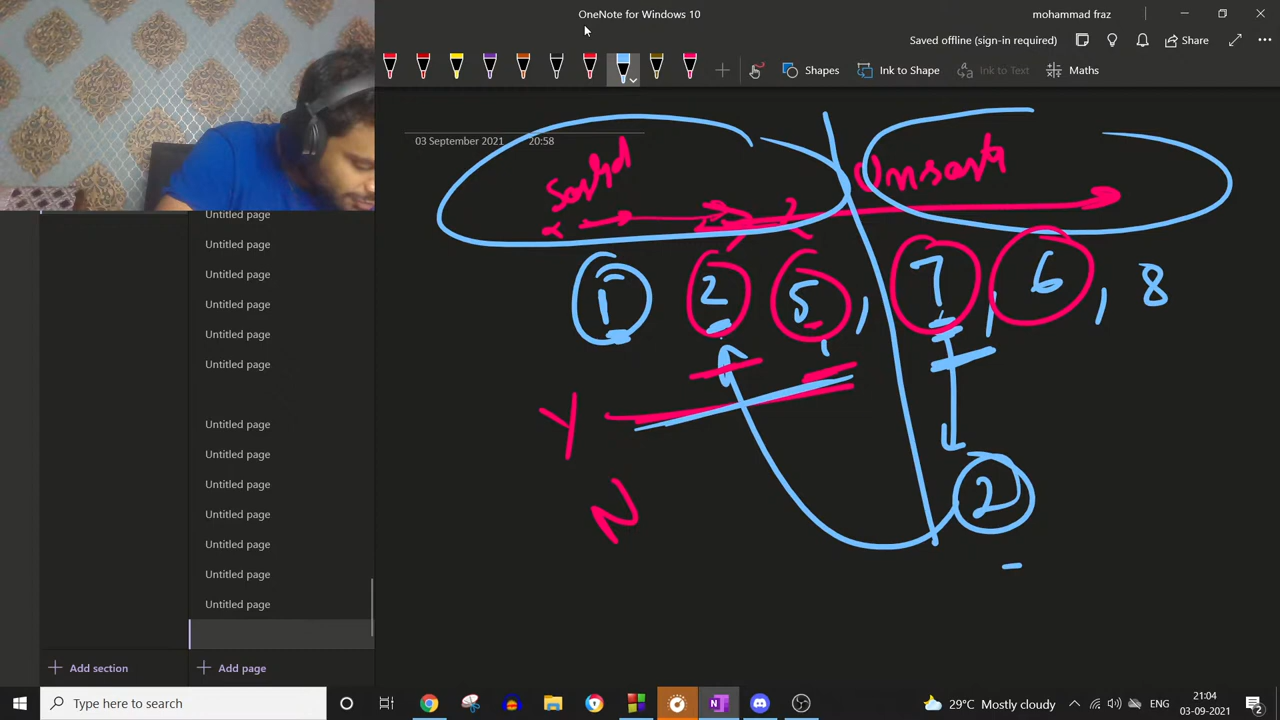 OneNote for Windows 10
mohammad fraz
Saved offline (sign-in required)
Share
Shapes
Ink to Shape
Ink to Text
Maths
03 September 2021
20:58
1 2 5, 7, 6, 8
Y
N
2
Untitled page
Untitled page
Untitled page
Untitled page
Untitled page
Untitled page
Untitled page
Untitled page
Untitled page
Untitled page
Untitled page
Untitled page
Untitled page
Add section
Add page
Type here to search
29°C Mostly cloudy
ENG
21:04
03-09-2021
2